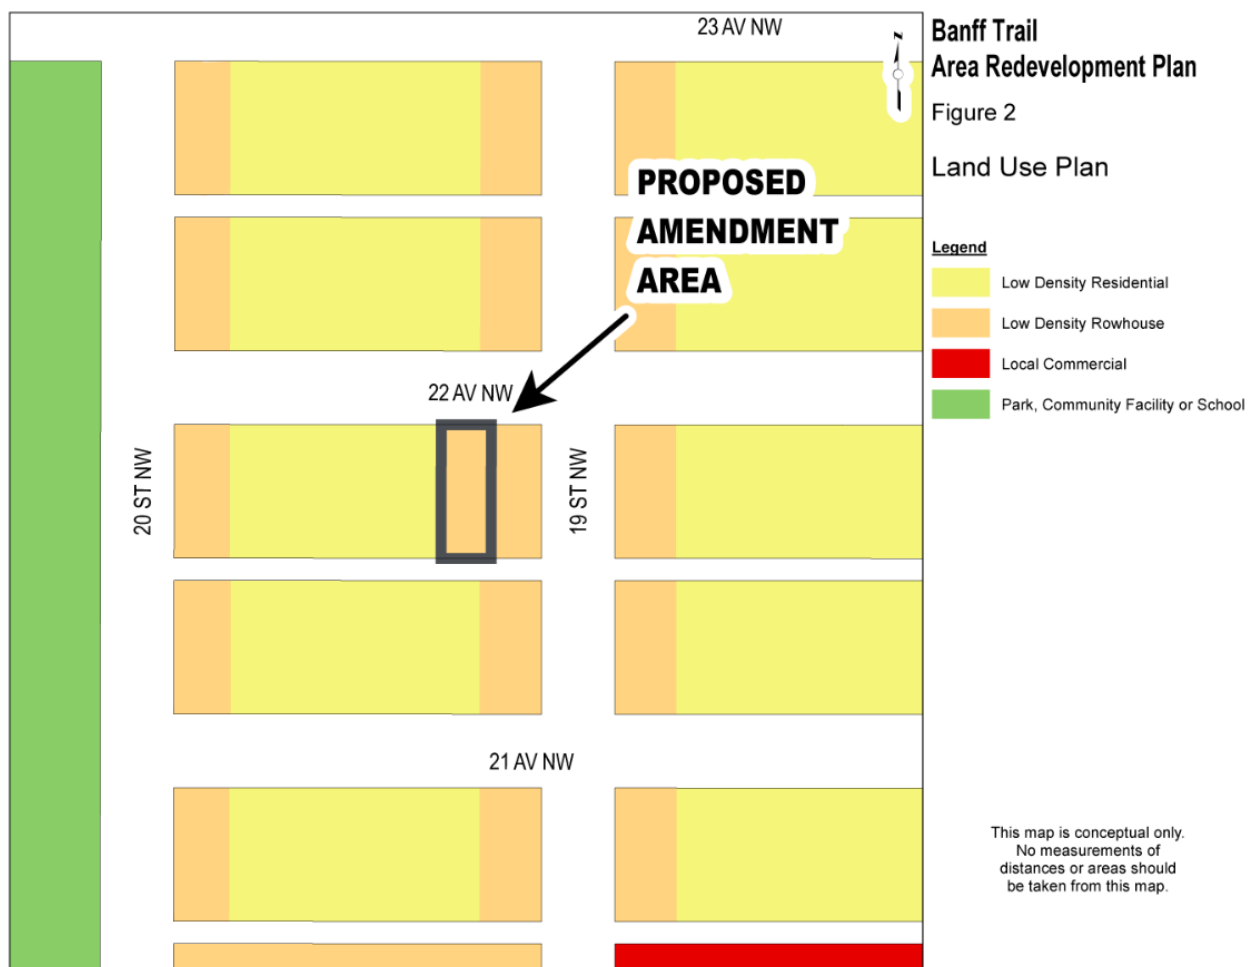 23 AV NW
N
Banff Trail
Area Redevelopment Plan
Figure 2
Land Use Plan
PROPOSED
AMENDMENT
AREA
Legend
Low Density Residential
Low Density Rowhouse
Local Commercial
Park, Community Facility or School
22 AV NW
20 ST NW
19 ST NW
21 AV NW
This map is conceptual only.
No measurements of
distances or areas should
be taken from this map.